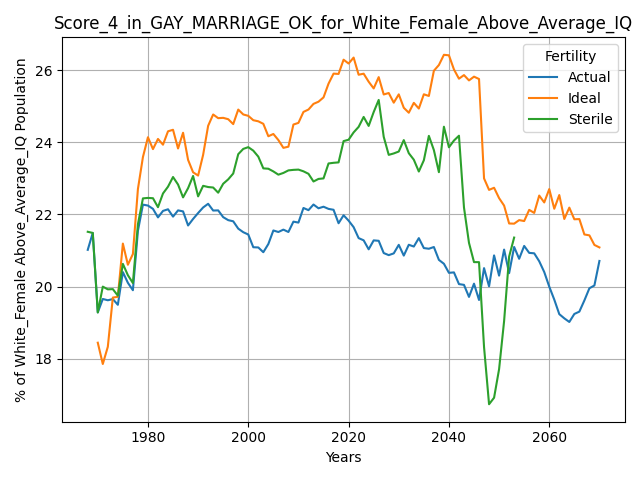 Score_4_in_GAY_MARRIAGE_OK_for_White_Female_Above_Average_IQ
% of White_Female Above_Average_IQ Population
26
24
22
20
18
Fertility
Actual
Ideal
Sterile
1980 2000 2020 2040 2060
Years